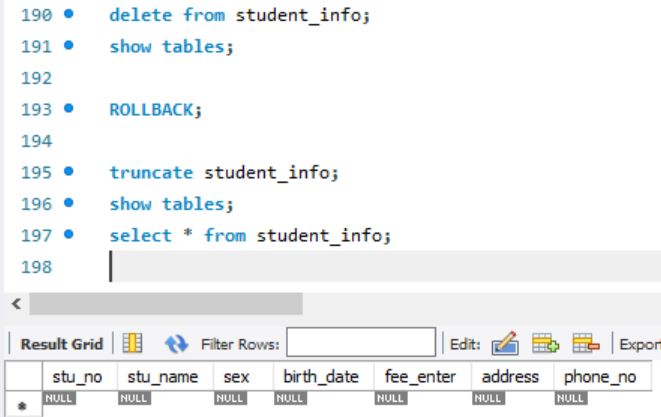 190 delete from student_info;
191 show tables;
192
193 ROLLBACK;
194
195 truncate student_info;
196 show tables;
197 select * from student_info;
198
Result Grid Filter Rows: Edit: Export
stu_no stu_name sex birth_date fee_enter address phone_no
NULL NULL NULL NULL NULL NULL NULL